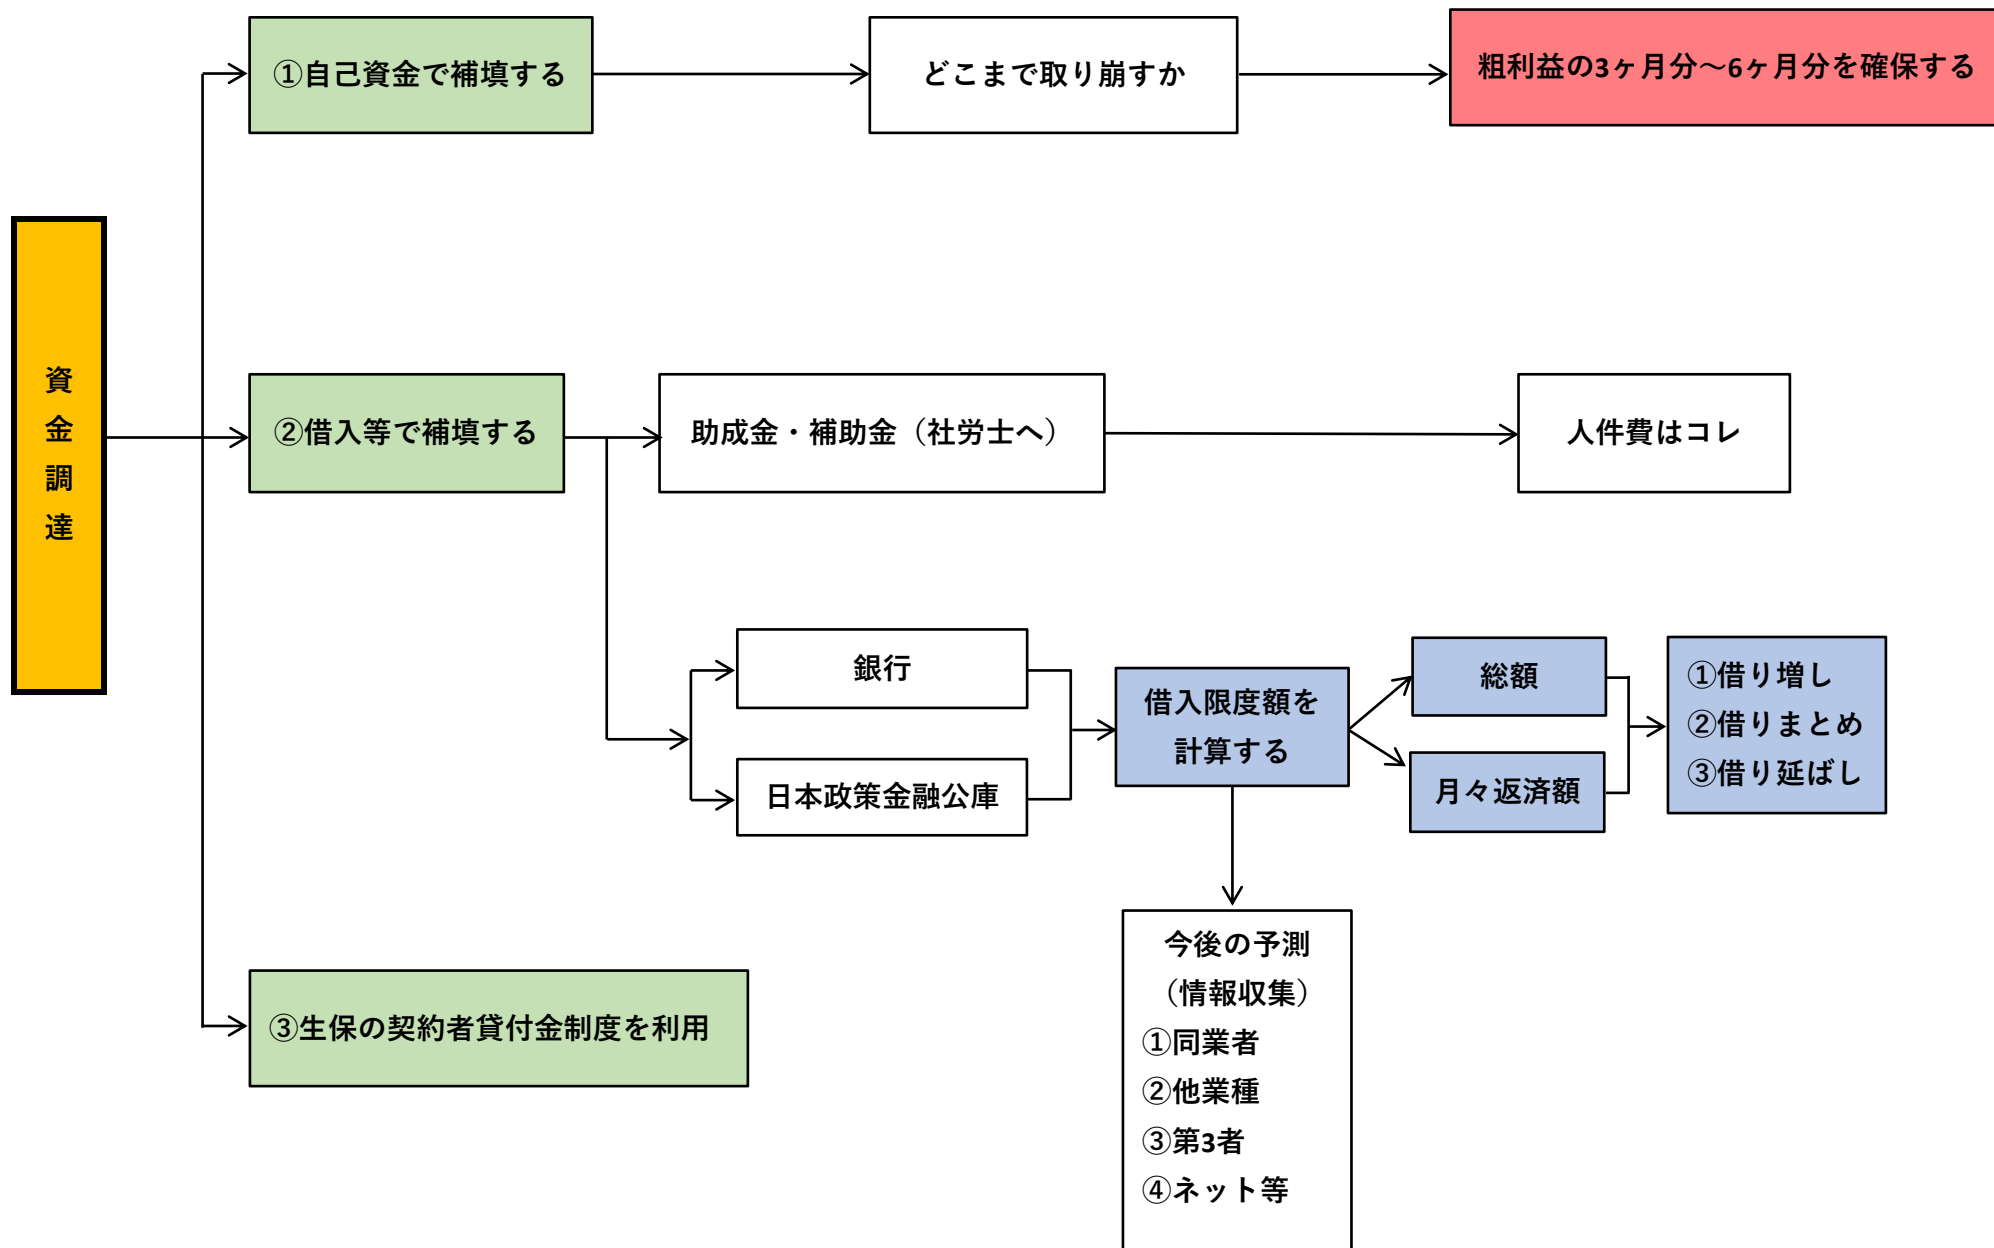 資金調達
①自己資金で補填する
どこまで取り崩すか
粗利益の3ヶ月分～6ヶ月分を確保する
②借入等で補填する
助成金・補助金（社労士へ）
人件費はコレ
銀行
日本政策金融公庫
借入限度額を
計算する
総額
月々返済額
①借り増し
②借りまとめ
③借り延ばし
今後の予測
（情報収集）
①同業者
②他業種
③第3者
④ネット等
③生保の契約者貸付金制度を利用